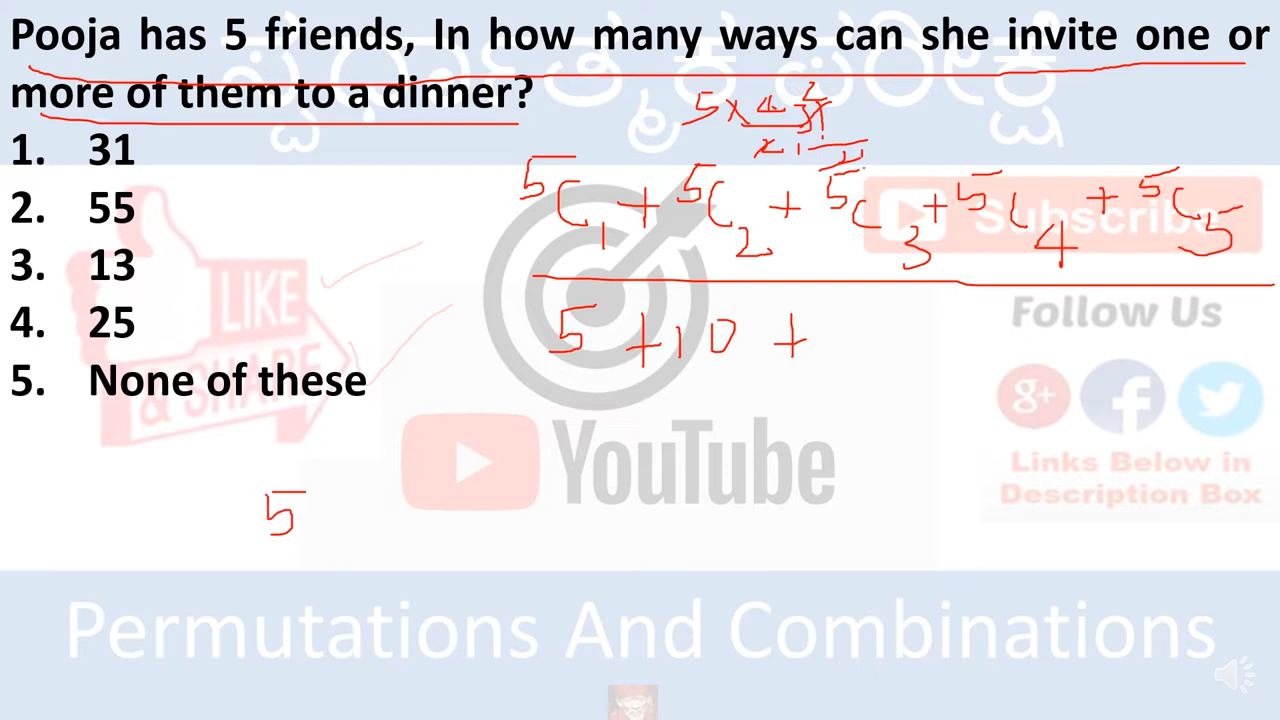 Pooja has 5 friends, In how many ways can she invite one or
more of them to a dinner?
1. 31
2. 55
3. 13
4. 25
5. None of these
5C1 + 5C2 + 5C3 + 5C4 + 5C5
5 + 10 +
5
LIKE
& SHARE
Subscribe
Follow Us
YouTube
Links Below in
Description Box
Permutations And Combinations